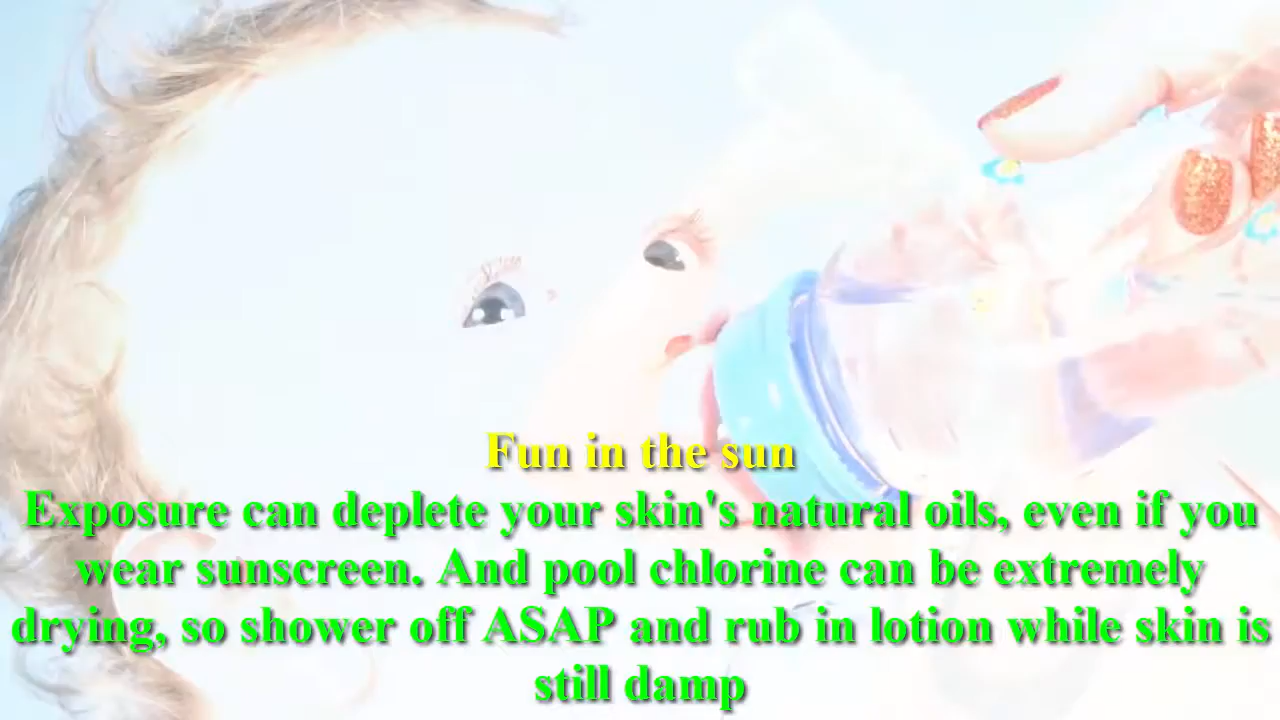 Fun in the sun
Exposure can deplete your skin's natural oils, even if you
wear sunscreen. And pool chlorine can be extremely
drying, so shower off ASAP and rub in lotion while skin is
still damp